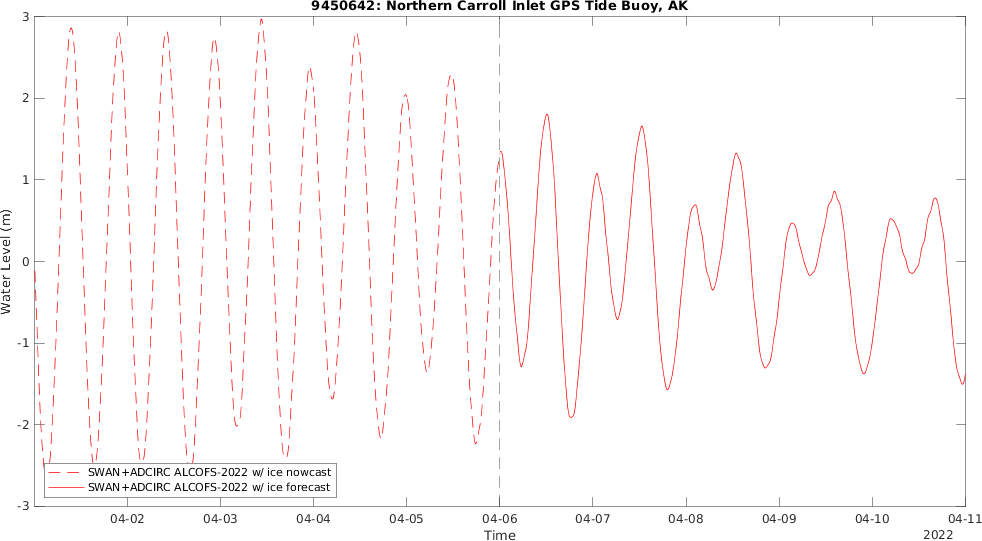 9450642: Northern Carroll Inlet GPS Tide Buoy, AK
3
2
1
0
-1
-2
-3
Water Level (m)
SWAN+ADCIRC ALCOFS-2022 w/ ice nowcast
SWAN+ADCIRC ALCOFS-2022 w/ ice forecast
04-02 04-03 04-04 04-05 04-06 04-07 04-08 04-09 04-10 04-11
Time
2022